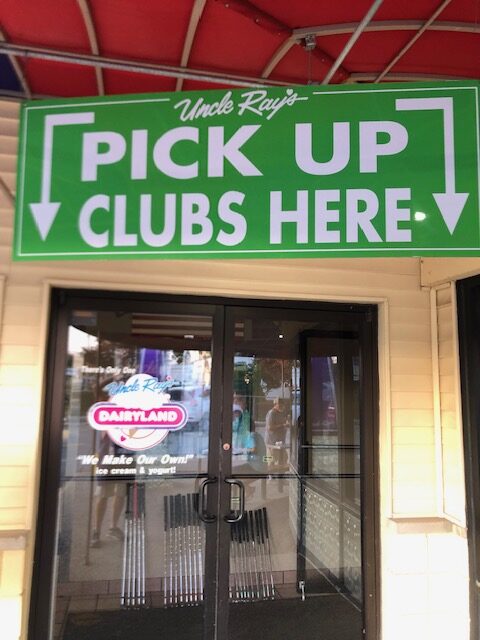 Uncle Ray's
PICK UP
CLUBS HERE
There's Only One
Uncle Ray's
DAIRYLAND
"We Make Our Own!"
ice cream & yogurt!